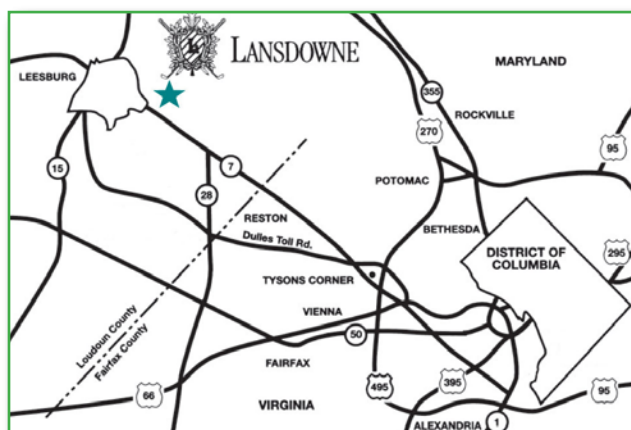 LANSDOWNE
MARYLAND
LEESBURG
355
ROCKVILLE
270
95
15
7
POTOMAC
28
RESTON
BETHESDA
Dulles Toll Rd.
DISTRICT OF
COLUMBIA
295
TYSONS CORNER
VIENNA
Loudoun County
Fairfax County
50
FAIRFAX
66
495
395
95
VIRGINIA
ALEXANDRIA
1